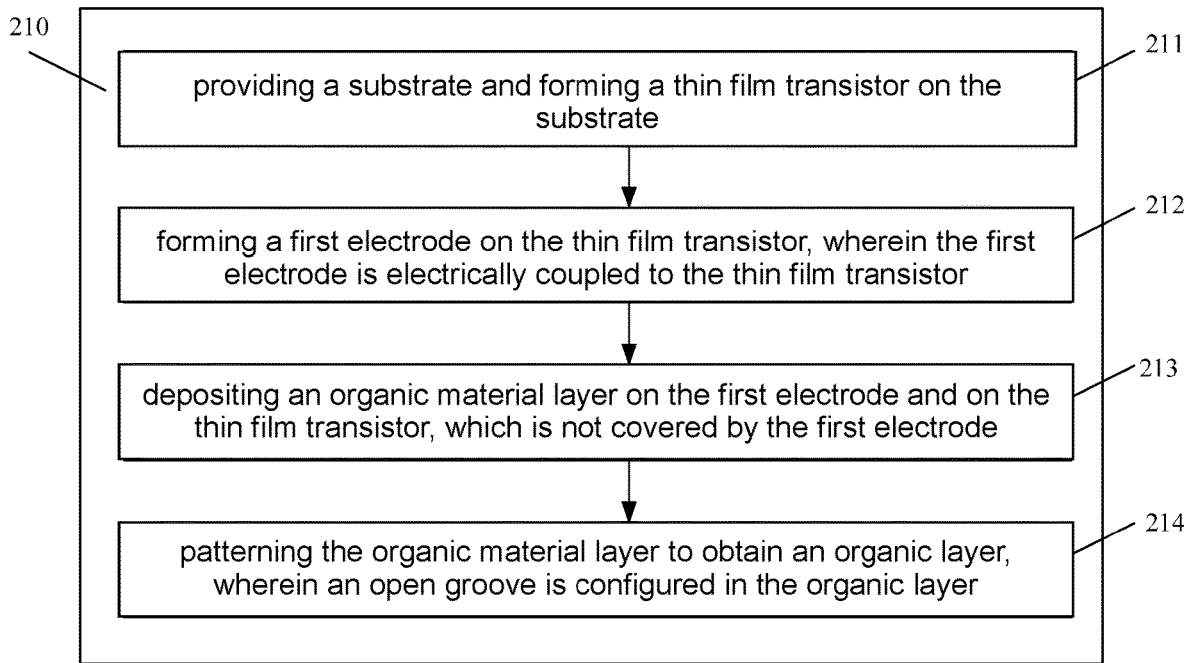 210
211
providing a substrate and forming a thin film transistor on the
substrate
212
forming a first electrode on the thin film transistor, wherein the first
electrode is electrically coupled to the thin film transistor
213
depositing an organic material layer on the first electrode and on the
thin film transistor, which is not covered by the first electrode
214
patterning the organic material layer to obtain an organic layer,
wherein an open groove is configured in the organic layer